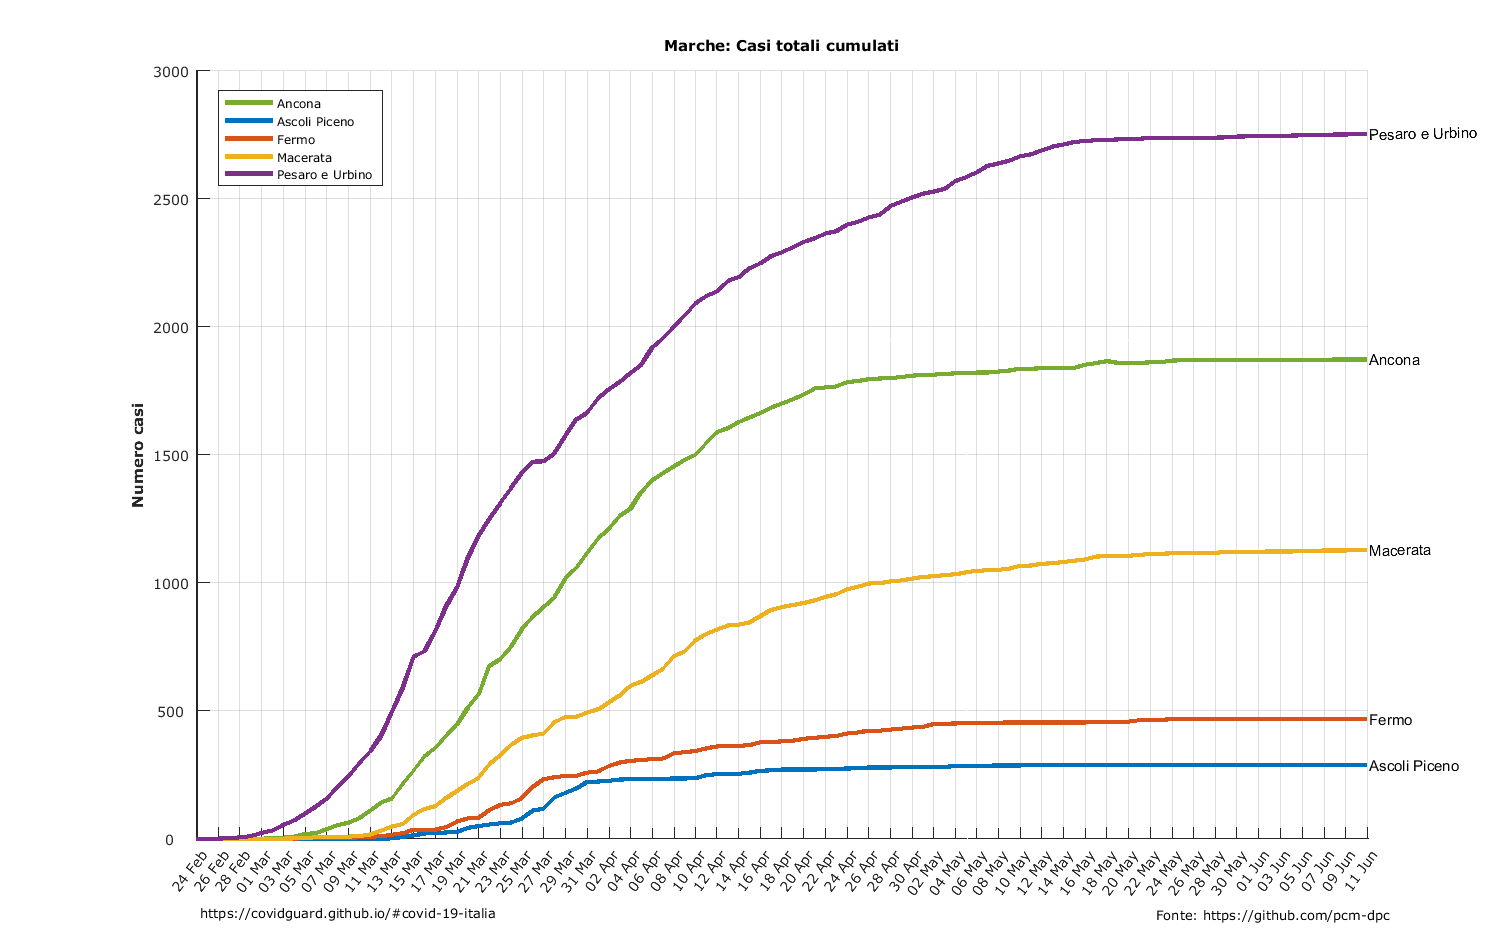 Marche: Casi totali cumulati
3000
2500
2000
1500
1000
500
0
Numero casi
Ancona
Ascoli Piceno
Fermo
Macerata
Pesaro e Urbino
Pesaro e Urbino
Ancona
Macerata
Fermo
Ascoli Piceno
24 Feb
26 Feb
28 Feb
01 Mar
03 Mar
05 Mar
07 Mar
09 Mar
11 Mar
13 Mar
15 Mar
17 Mar
19 Mar
21 Mar
23 Mar
25 Mar
27 Mar
29 Mar
31 Mar
02 Apr
04 Apr
06 Apr
08 Apr
10 Apr
12 Apr
14 Apr
16 Apr
18 Apr
20 Apr
22 Apr
24 Apr
26 Apr
28 Apr
30 Apr
02 May
04 May
06 May
08 May
10 May
12 May
14 May
16 May
18 May
20 May
22 May
24 May
26 May
28 May
30 May
01 Jun
03 Jun
05 Jun
07 Jun
09 Jun
11 Jun
https://covidguard.github.io/#covid-19-italia
Fonte: https://github.com/pcm-dpc